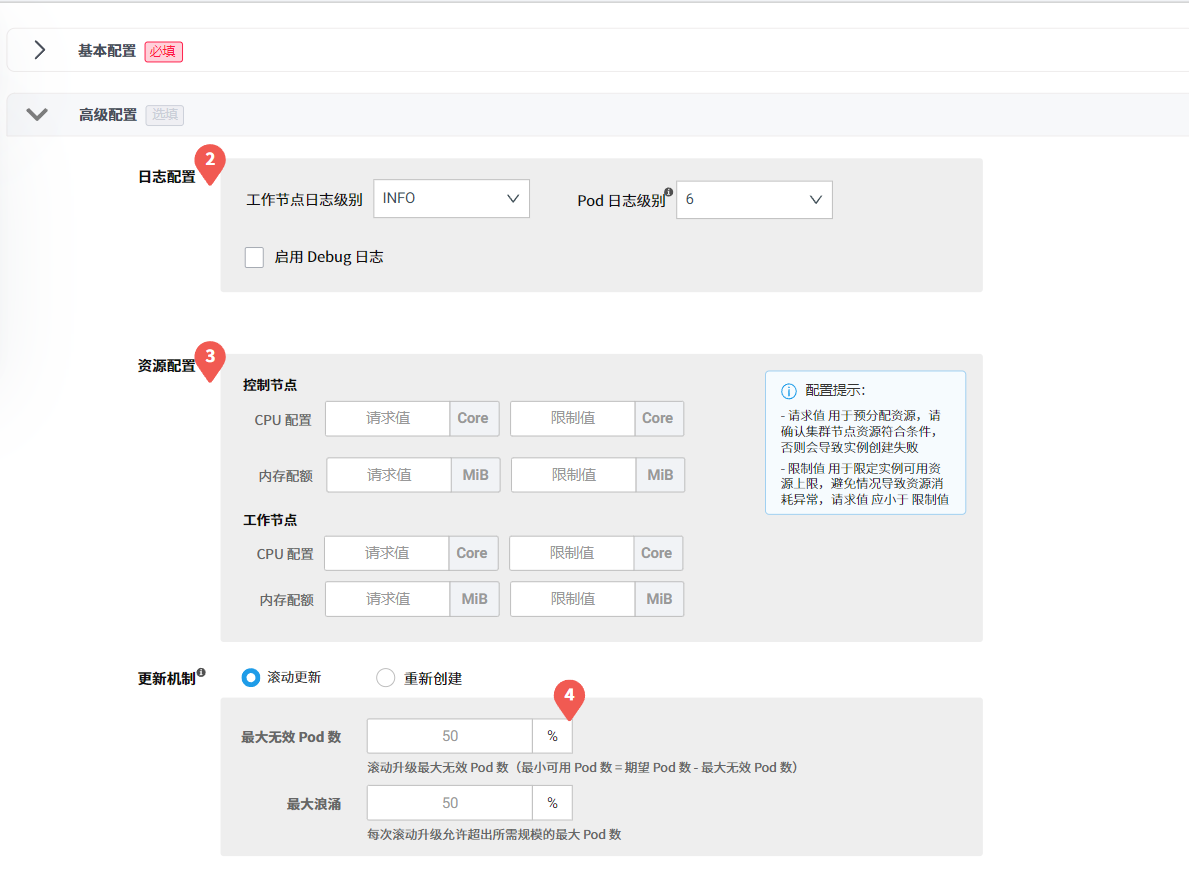 基本配置 必填
高级配置 选填
2
日志配置
工作节点日志级别 INFO Pod 日志级别 6
启用 Debug 日志
3
资源配置
控制节点
CPU 配置 请求值 Core 限制值 Core
内存配额 请求值 MiB 限制值 MiB
工作节点
CPU 配置 请求值 Core 限制值 Core
内存配额 请求值 MiB 限制值 MiB
配置提示：
- 请求值 用于预分配资源，请
确认集群节点资源符合条件，
否则会导致实例创建失败
- 限制值 用于限定实例可用资
源上限，避免情况导致资源消
耗异常，请求值 应小于 限制值
更新机制 滚动更新 重新创建
4
最大无效 Pod 数 50 %
滚动升级最大无效 Pod 数（最小可用 Pod 数 = 期望 Pod 数 - 最大无效 Pod 数）
最大浪涌 50 %
每次滚动升级允许超出所需规模的最大 Pod 数